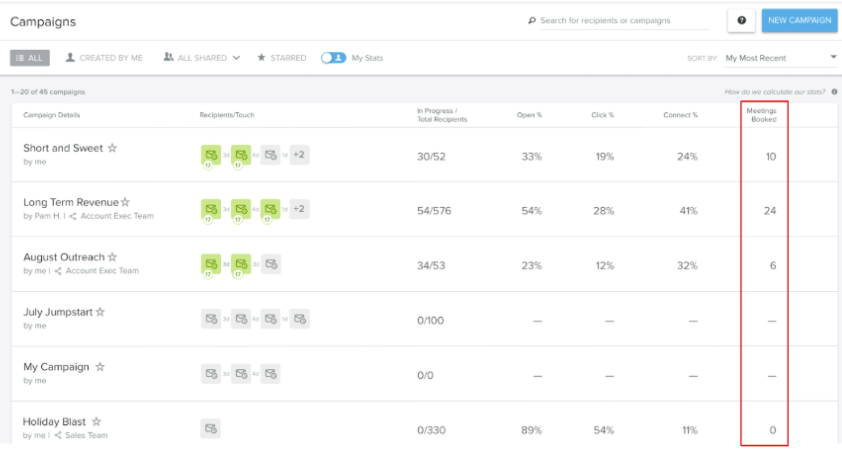 Campaigns
Search for recipients or campaigns
?
NEW CAMPAIGN
ALL
CREATED BY ME
ALL SHARED
STARRED
My Stats
SORT BY: My Most Recent
1—20 of 45 campaigns
How do we calculate our stats?
Campaign Details
Recipients/Touch
In Progress /
Total Recipients
Open %
Click %
Connect %
Meetings
Booked
Short and Sweet
by me
17 3d 17 4d 1d +2
30/52
33%
19%
24%
10
Long Term Revenue
by Pam H. | Account Exec Team
17 3d 17 4d 17 1d +2
54/576
54%
28%
41%
24
August Outreach
by me | Account Exec Team
17 17
34/53
23%
12%
32%
6
July Jumpstart
by me
3d 4d 1d
0/100
—
—
—
—
My Campaign
by me
4d
0/0
—
—
—
—
Holiday Blast
by me | Sales Team
0/330
89%
54%
11%
0